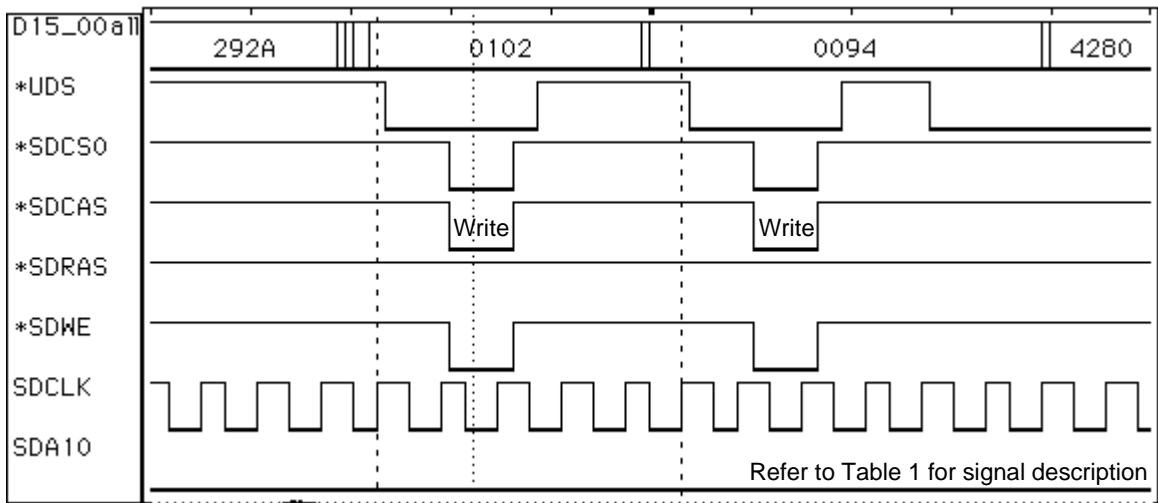 D15_00all
292A 0102 0094 4280
*UDS
*SDCS0
*SDCAS
Write Write
*SDRAS
*SDWE
SDCLK
SDA10
Refer to Table 1 for signal description